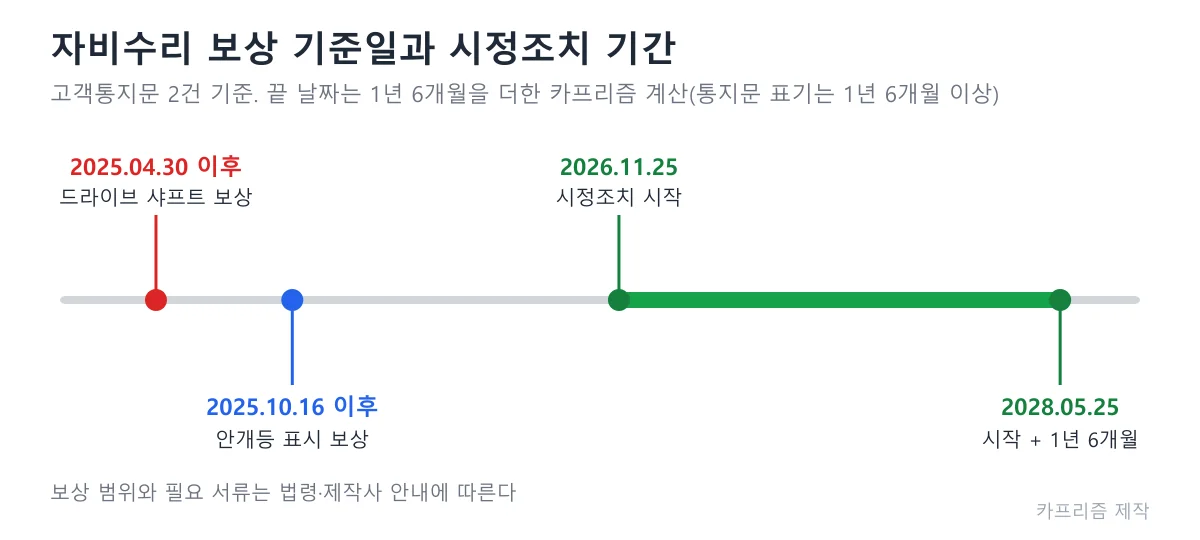 자비수리 보상 기준일과 시정조치 기간
고객통지문 2건 기준. 끝 날짜는 1년 6개월을 더한 카프리즘 계산(통지문 표기는 1년 6개월 이상)
2025.04.30 이후
드라이브 샤프트 보상
2026.11.25
시정조치 시작
2025.10.16 이후
안개등 표시 보상
2028.05.25
시작 + 1년 6개월
보상 범위와 필요 서류는 법령·제작사 안내에 따른다
카프리즘 제작